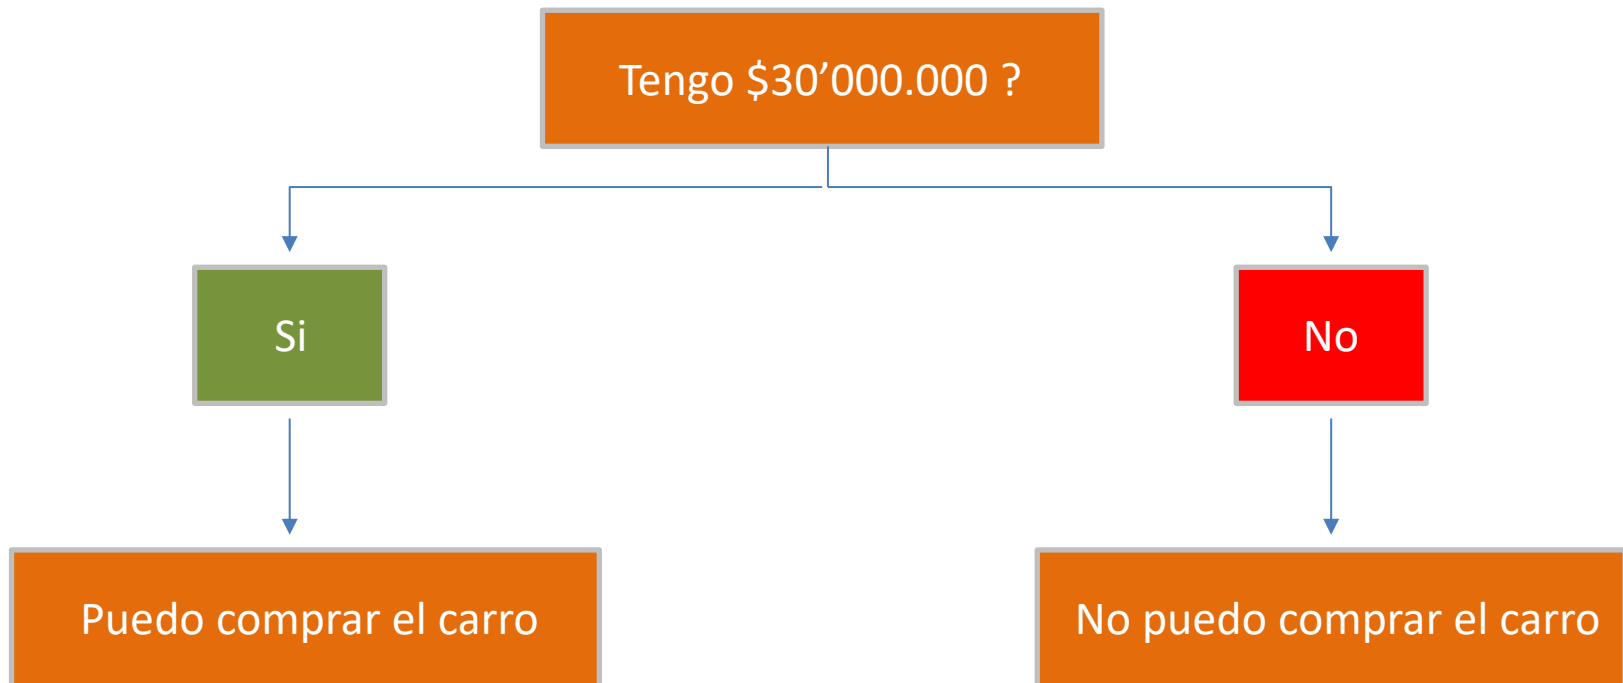 Tengo $30’000.000 ?
Si
No
Puedo comprar el carro
No puedo comprar el carro